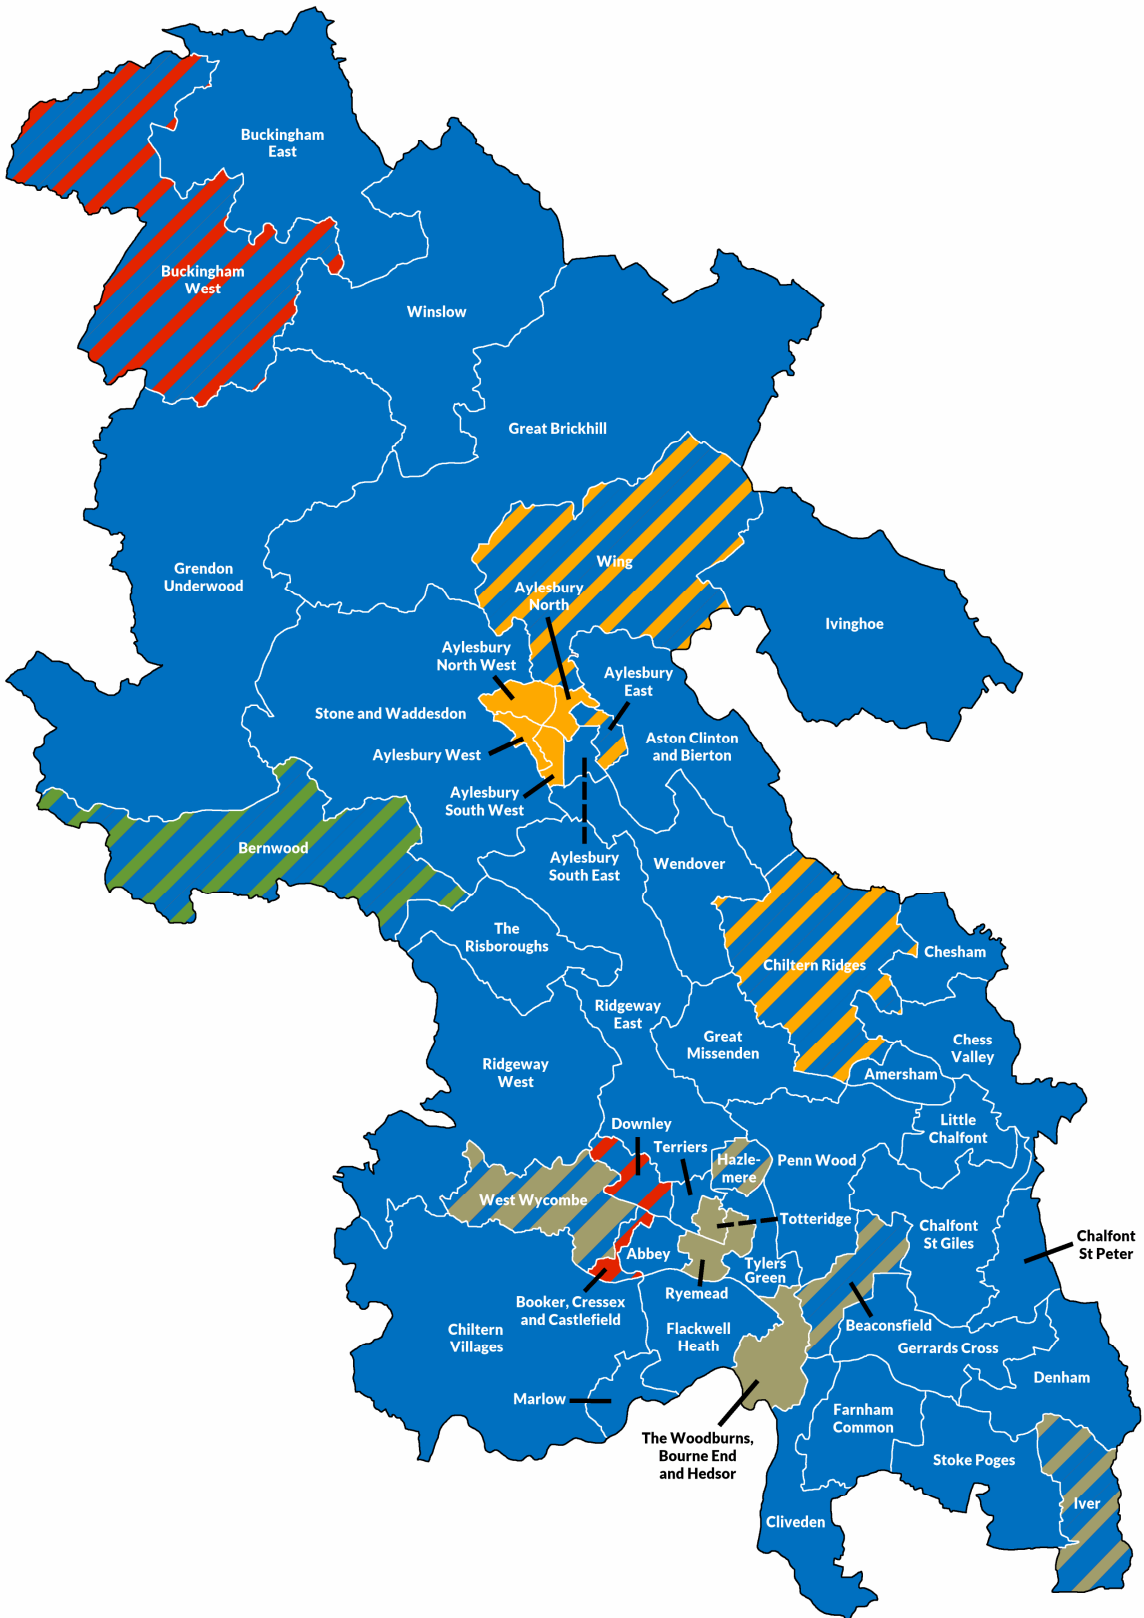 Buckingham
East
Buckingham
West
Winslow
Great Brickhill
Wing
Grendon
Underwood
Aylesbury
North
Ivinghoe
Aylesbury
North West
Aylesbury
East
Stone and Waddesdon
Aston Clinton
and Bierton
Aylesbury West
Aylesbury
South West
Bernwood
Aylesbury
South East
Wendover
The
Risboroughs
Chiltern Ridges
Chesham
Ridgeway
East
Great
Missenden
Chess
Valley
Ridgeway
West
Amersham
Downley
Little
Chalfont
Terriers
Hazle-
mere
Penn Wood
West Wycombe
Totteridge
Chalfont
St Giles
Chalfont
St Peter
Abbey
Tylers
Green
Ryemead
Booker, Cressex
and Castlefield
Beaconsfield
Chiltern
Villages
Flackwell
Heath
Gerrards Cross
Denham
Marlow
Farnham
Common
The Woodburns,
Bourne End
and Hedsor
Stoke Poges
Iver
Cliveden